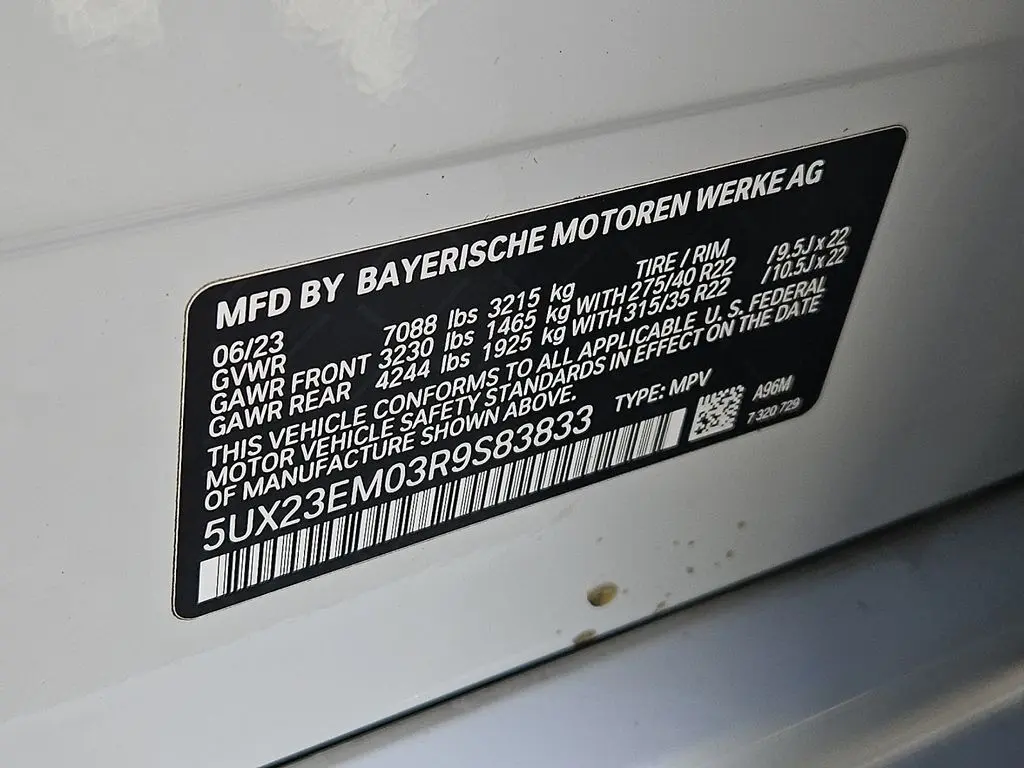 MFD BY BAYERISCHE MOTOREN WERKE AG
06/23 TIRE / RIM
GVWR 7088 lbs 3215 kg
GAWR FRONT 3230 lbs 1465 kg WITH 275/40 R22 /9.5J x 22
GAWR REAR 4244 lbs 1925 kg WITH 315/35 R22 /10.5J x 22
THIS VEHICLE CONFORMS TO ALL APPLICABLE U. S. FEDERAL
MOTOR VEHICLE SAFETY STANDARDS IN EFFECT ON THE DATE
OF MANUFACTURE SHOWN ABOVE.
5UX23EM03R9S83833 TYPE: MPV A96M
7 320 729